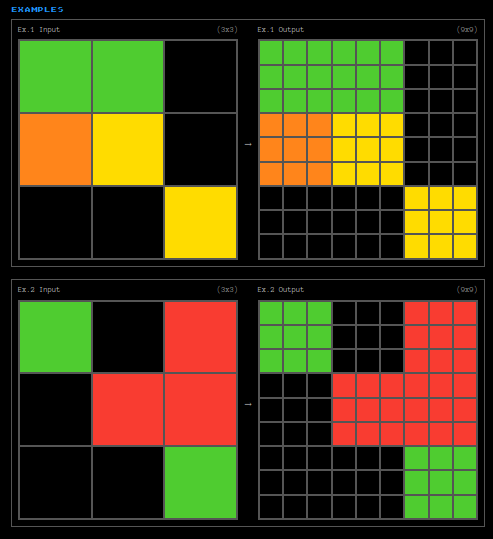 EXAMPLES
Ex.1 Input (3x3) Ex.1 Output (9x9)
→
Ex.2 Input (3x3) Ex.2 Output (9x9)
→